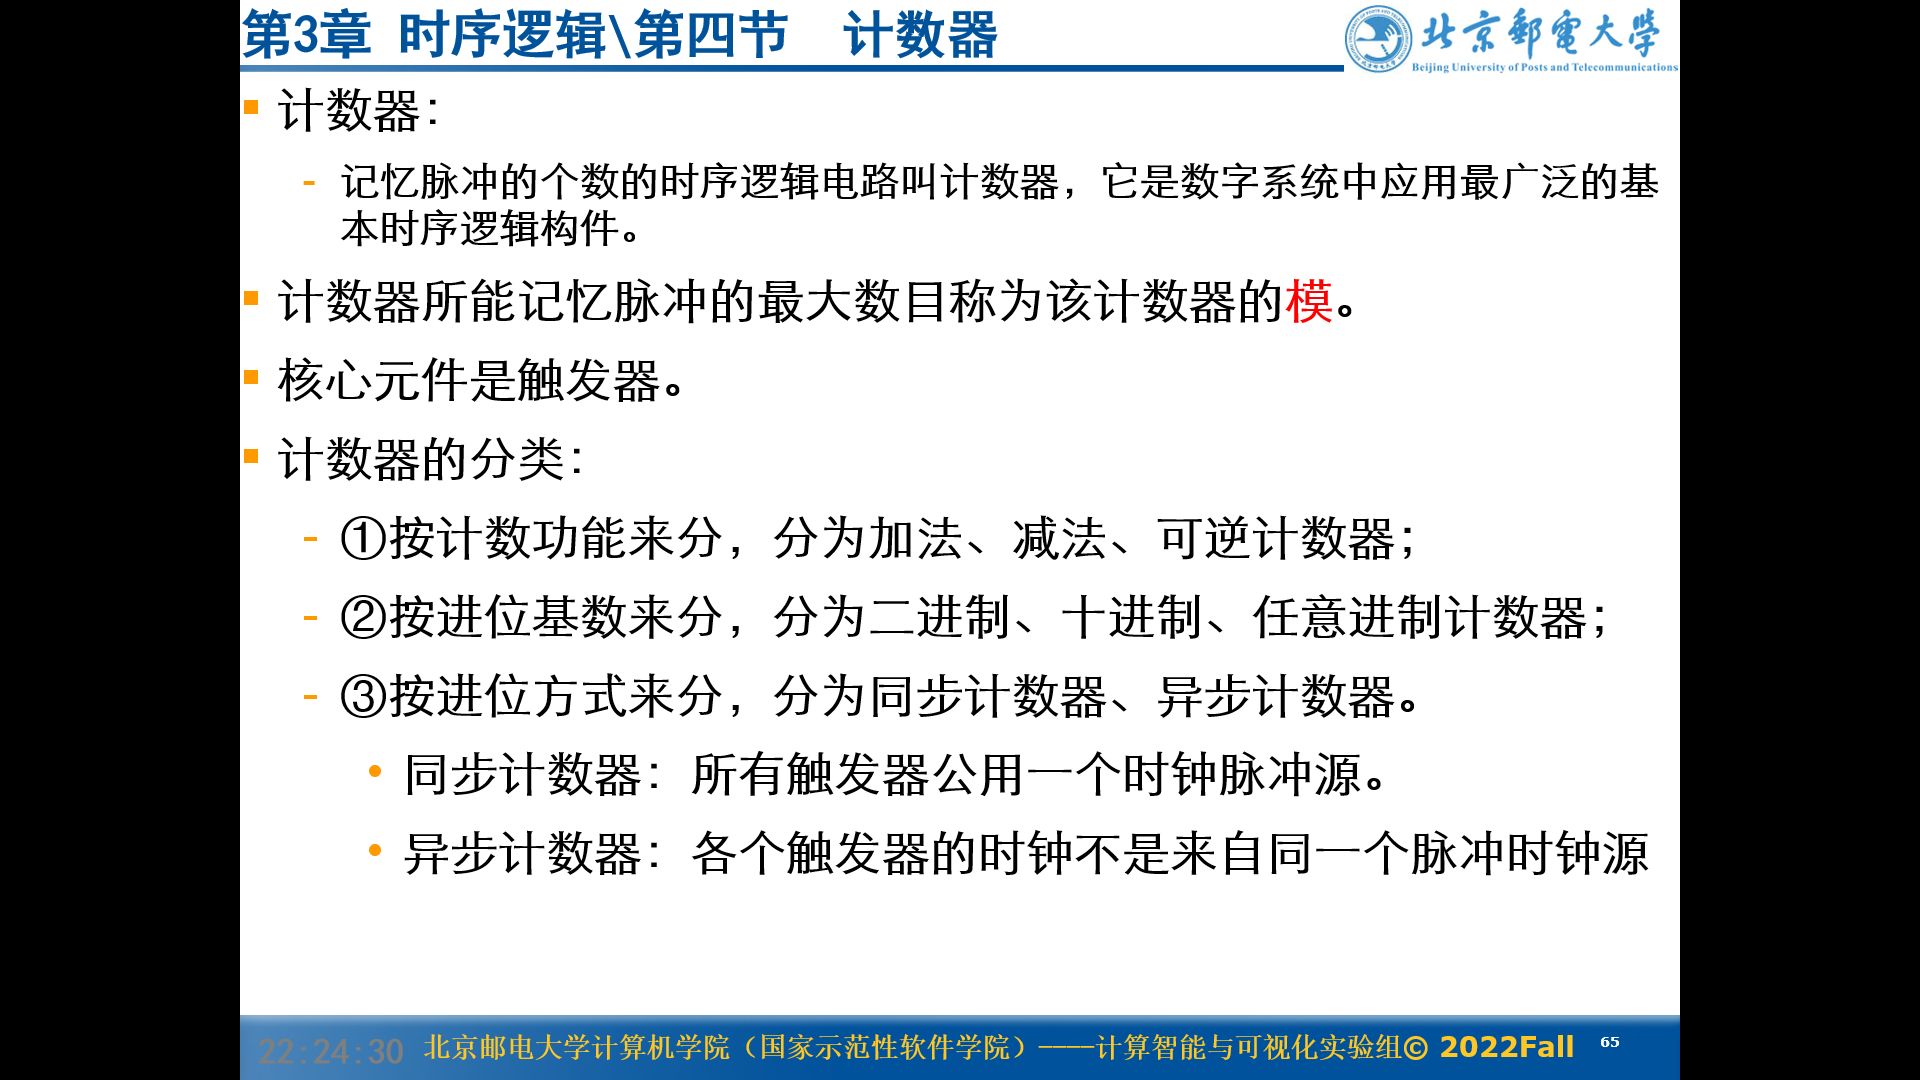 第3章 时序逻辑\第四节 计数器
北京邮电大学
Beijing University of Posts and Telecommunications
计数器：
- 记忆脉冲的个数的时序逻辑电路叫计数器，它是数字系统中应用最广泛的基
本时序逻辑构件。
计数器所能记忆脉冲的最大数目称为该计数器的模。
核心元件是触发器。
计数器的分类：
- ①按计数功能来分，分为加法、减法、可逆计数器；
- ②按进位基数来分，分为二进制、十进制、任意进制计数器；
- ③按进位方式来分，分为同步计数器、异步计数器。
• 同步计数器：所有触发器公用一个时钟脉冲源。
• 异步计数器：各个触发器的时钟不是来自同一个脉冲时钟源
22:24:30
北京邮电大学计算机学院（国家示范性软件学院）——计算智能与可视化实验组© 2022Fall
65